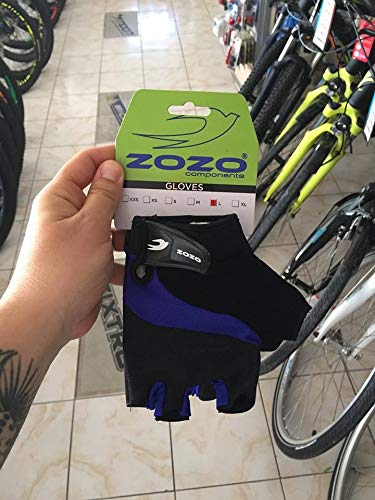 ZOZO®
components
GLOVES
XXS XS S M L XL
ZOZO